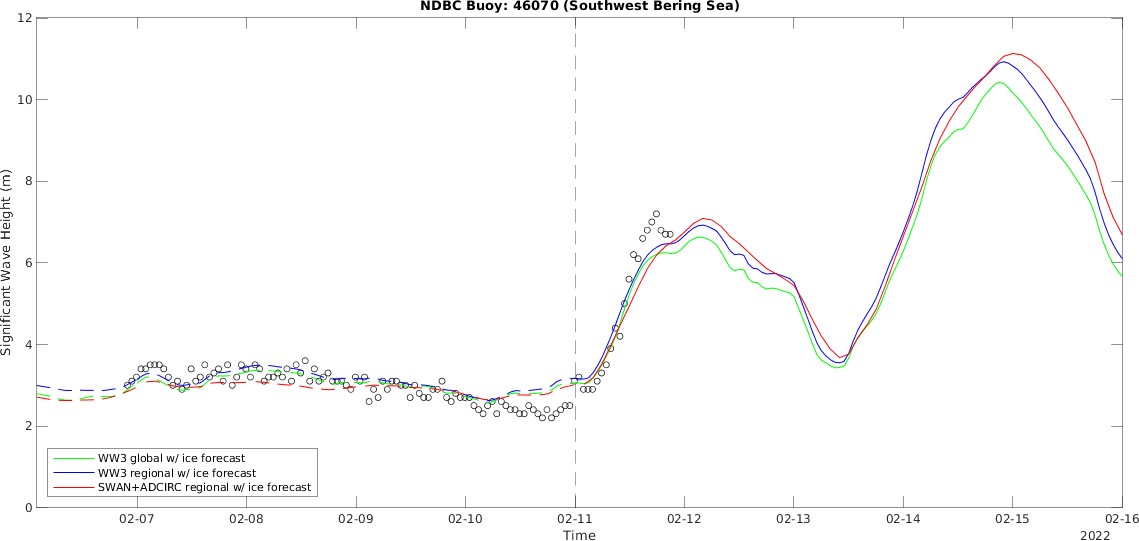 NDBC Buoy: 46070 (Southwest Bering Sea)
12
10
8
6
4
2
0
Significant Wave Height (m)
WW3 global w/ ice forecast
WW3 regional w/ ice forecast
SWAN+ADCIRC regional w/ ice forecast
02-07 02-08 02-09 02-10 02-11 02-12 02-13 02-14 02-15 02-16
Time
2022